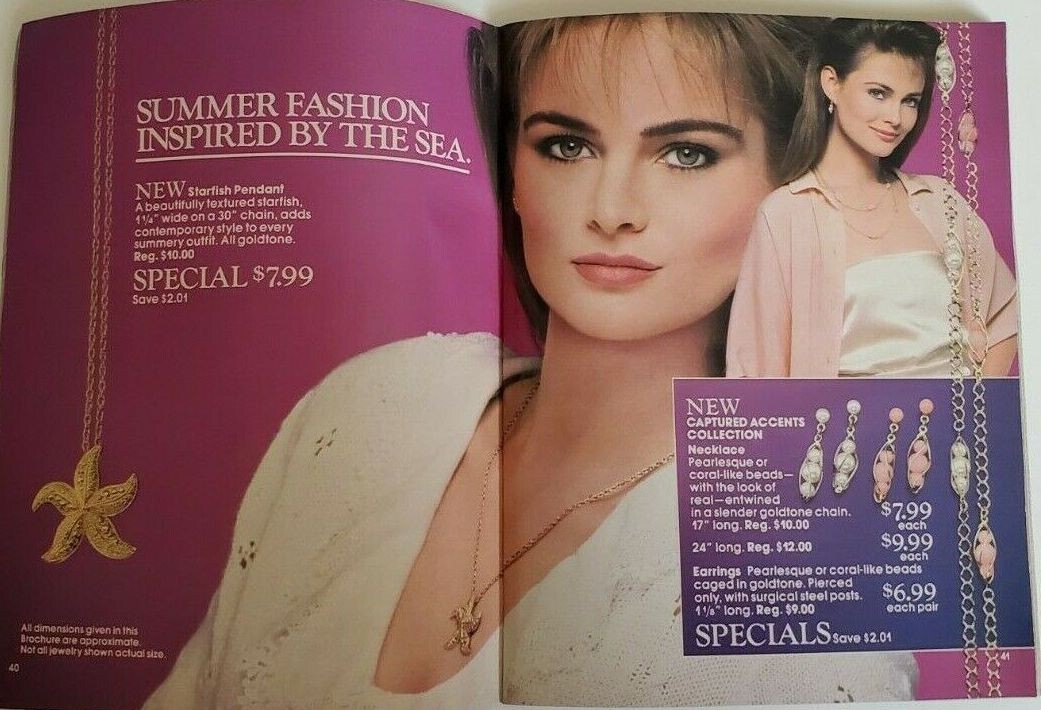 SUMMER FASHION
INSPIRED BY THE SEA.
NEW Starfish Pendant
A beautifully textured starfish,
1 1/4" wide on a 30" chain, adds
contemporary style to every
summery outfit. All goldtone.
Reg. $10.00
SPECIAL $7.99
Save $2.01
All dimensions given in this
Brochure are approximate.
Not all jewelry shown actual size.
40
NEW
CAPTURED ACCENTS
COLLECTION
Necklace
Pearlesque or
coral-like beads—
with the look of
real—entwined
in a slender goldtone chain.
17" long. Reg. $10.00
$7.99
each
24" long. Reg. $12.00
$9.99
each
Earrings Pearlesque or coral-like beads
caged in goldtone. Pierced
only, with surgical steel posts.
1 1/8" long. Reg. $9.00
$6.99
each pair
SPECIALS Save $2.01
41